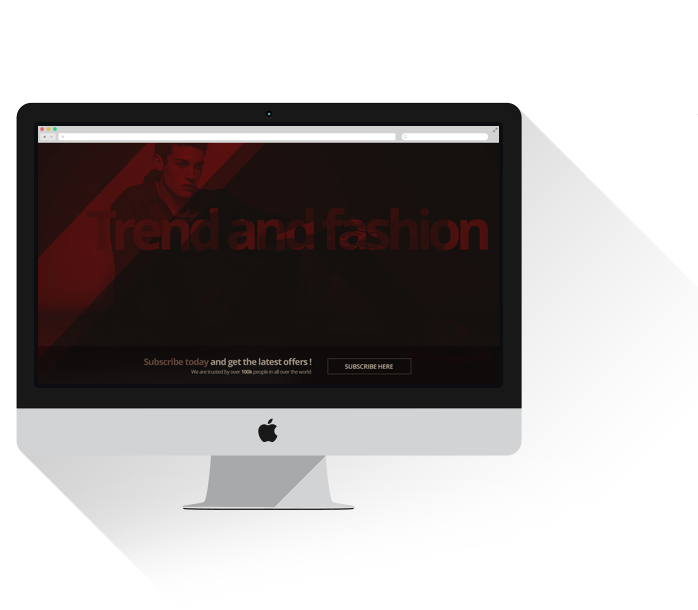 Trend and fashion
Subscribe today and get the latest offers !
We are trusted by over 100k people in all over the world
SUBSCRIBE HERE